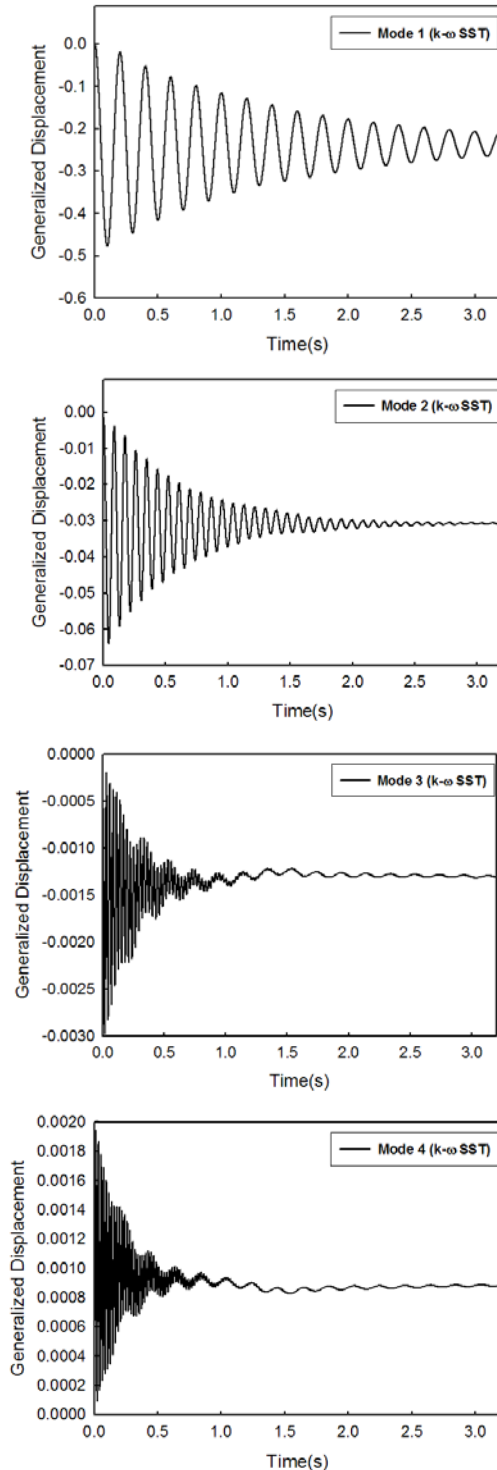 Mode 1 (k-ω SST)
0.0
-0.1
-0.2
-0.3
-0.4
-0.5
-0.6
Generalized Displacement
0.0 0.5 1.0 1.5 2.0 2.5 3.0
Time(s)
Mode 2 (k-ω SST)
0.00
-0.01
-0.02
-0.03
-0.04
-0.05
-0.06
-0.07
Generalized Displacement
0.0 0.5 1.0 1.5 2.0 2.5 3.0
Time(s)
Mode 3 (k-ω SST)
0.0000
-0.0005
-0.0010
-0.0015
-0.0020
-0.0025
-0.0030
Generalized Displacement
0.0 0.5 1.0 1.5 2.0 2.5 3.0
Time(s)
Mode 4 (k-ω SST)
0.0020
0.0018
0.0016
0.0014
0.0012
0.0010
0.0008
0.0006
0.0004
0.0002
0.0000
Generalized Displacement
0.0 0.5 1.0 1.5 2.0 2.5 3.0
Time(s)